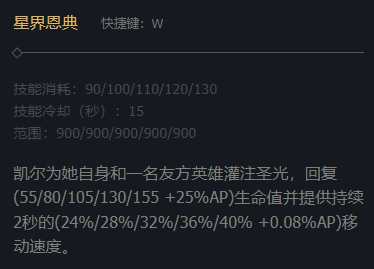 星界恩典 快捷键：W
技能消耗：90/100/110/120/130
技能冷却（秒）：15
范围：900/900/900/900/900
凯尔为她自身和一名友方英雄灌注圣光，回复
(55/80/105/130/155 +25%AP)生命值并提供持续
2秒的(24%/28%/32%/36%/40% +0.08%AP)移
动速度。